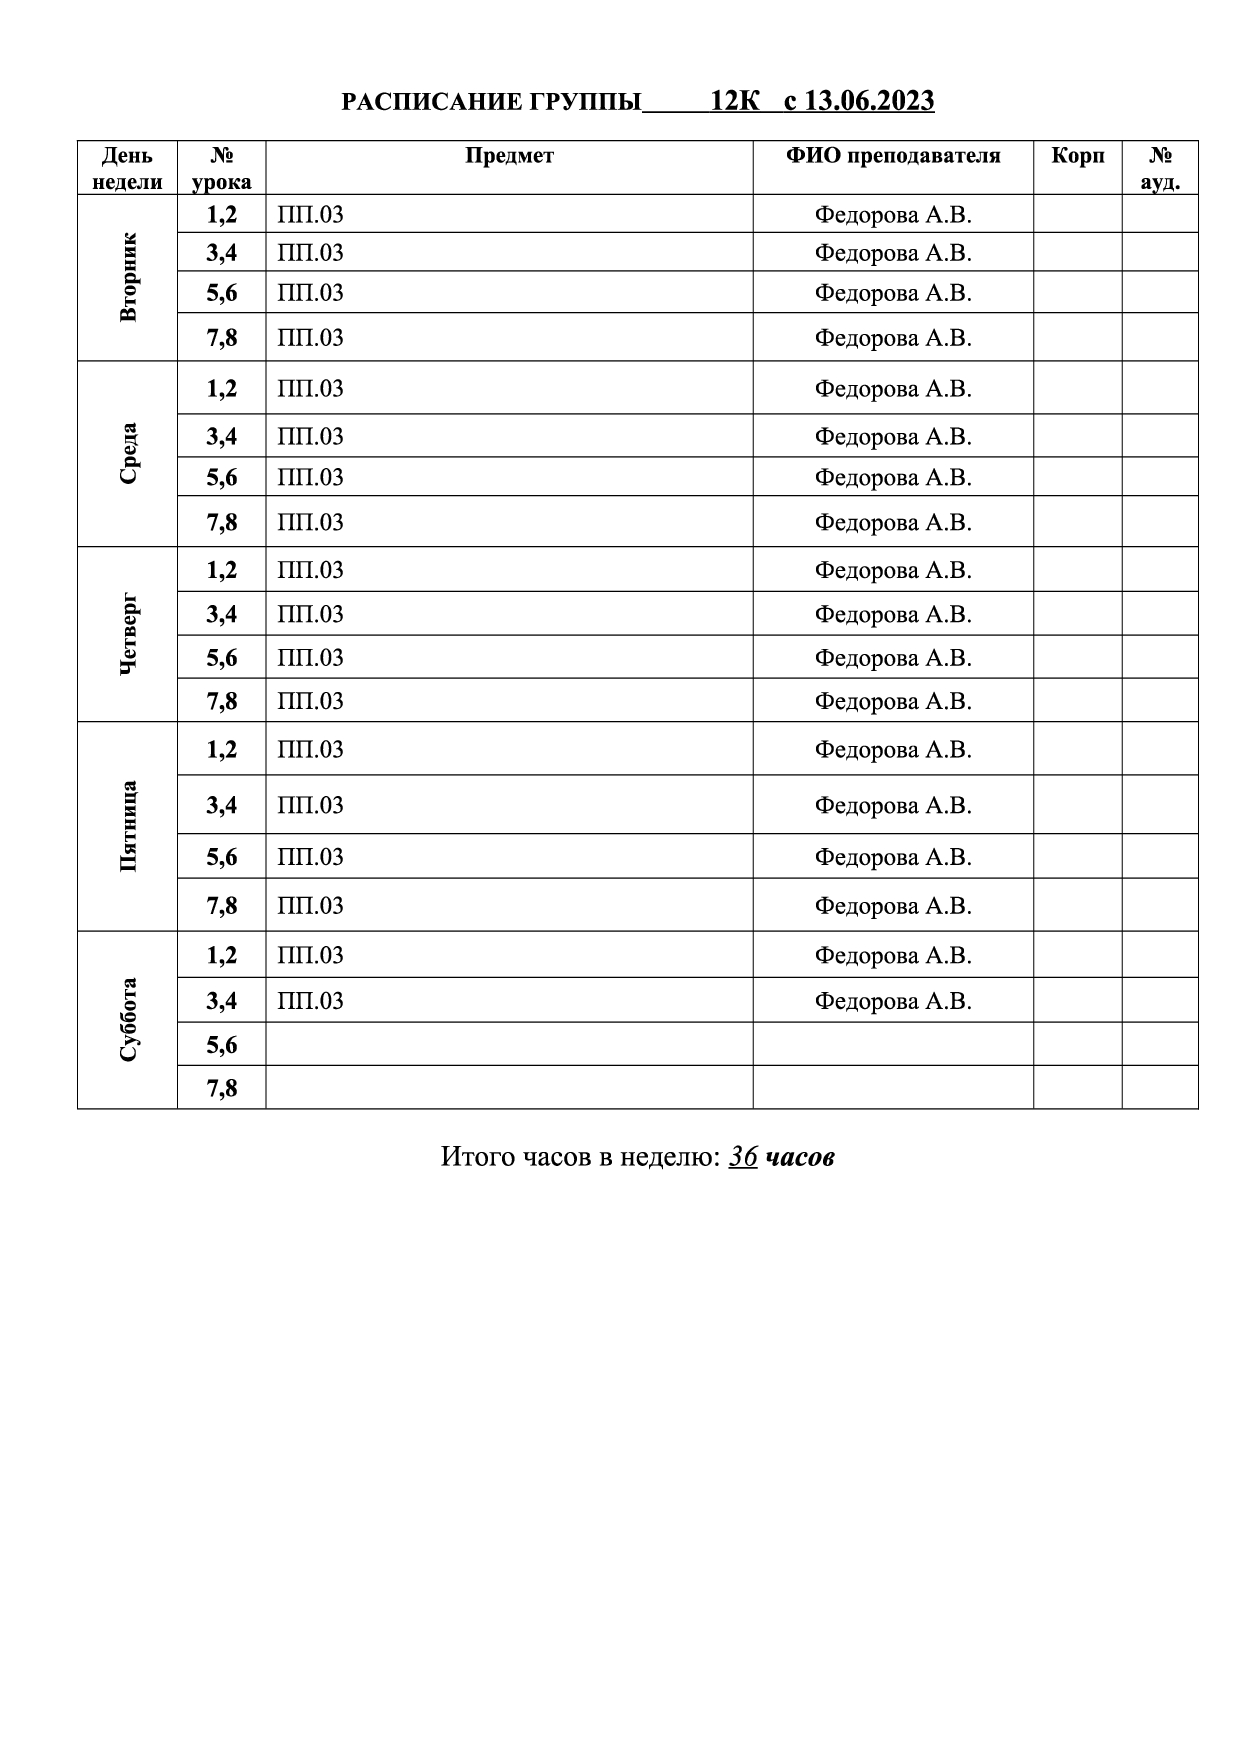 РАСПИСАНИЕ ГРУППЫ_____12К__с 13.06.2023
День недели № урока Предмет ФИО преподавателя Корп № ауд.
Вторник
1,2 ПП.03 Федорова А.В.
3,4 ПП.03 Федорова А.В.
5,6 ПП.03 Федорова А.В.
7,8 ПП.03 Федорова А.В.
Среда
1,2 ПП.03 Федорова А.В.
3,4 ПП.03 Федорова А.В.
5,6 ПП.03 Федорова А.В.
7,8 ПП.03 Федорова А.В.
Четверг
1,2 ПП.03 Федорова А.В.
3,4 ПП.03 Федорова А.В.
5,6 ПП.03 Федорова А.В.
7,8 ПП.03 Федорова А.В.
Пятница
1,2 ПП.03 Федорова А.В.
3,4 ПП.03 Федорова А.В.
5,6 ПП.03 Федорова А.В.
7,8 ПП.03 Федорова А.В.
Суббота
1,2 ПП.03 Федорова А.В.
3,4 ПП.03 Федорова А.В.
5,6
7,8
Итого часов в неделю: 36 часов